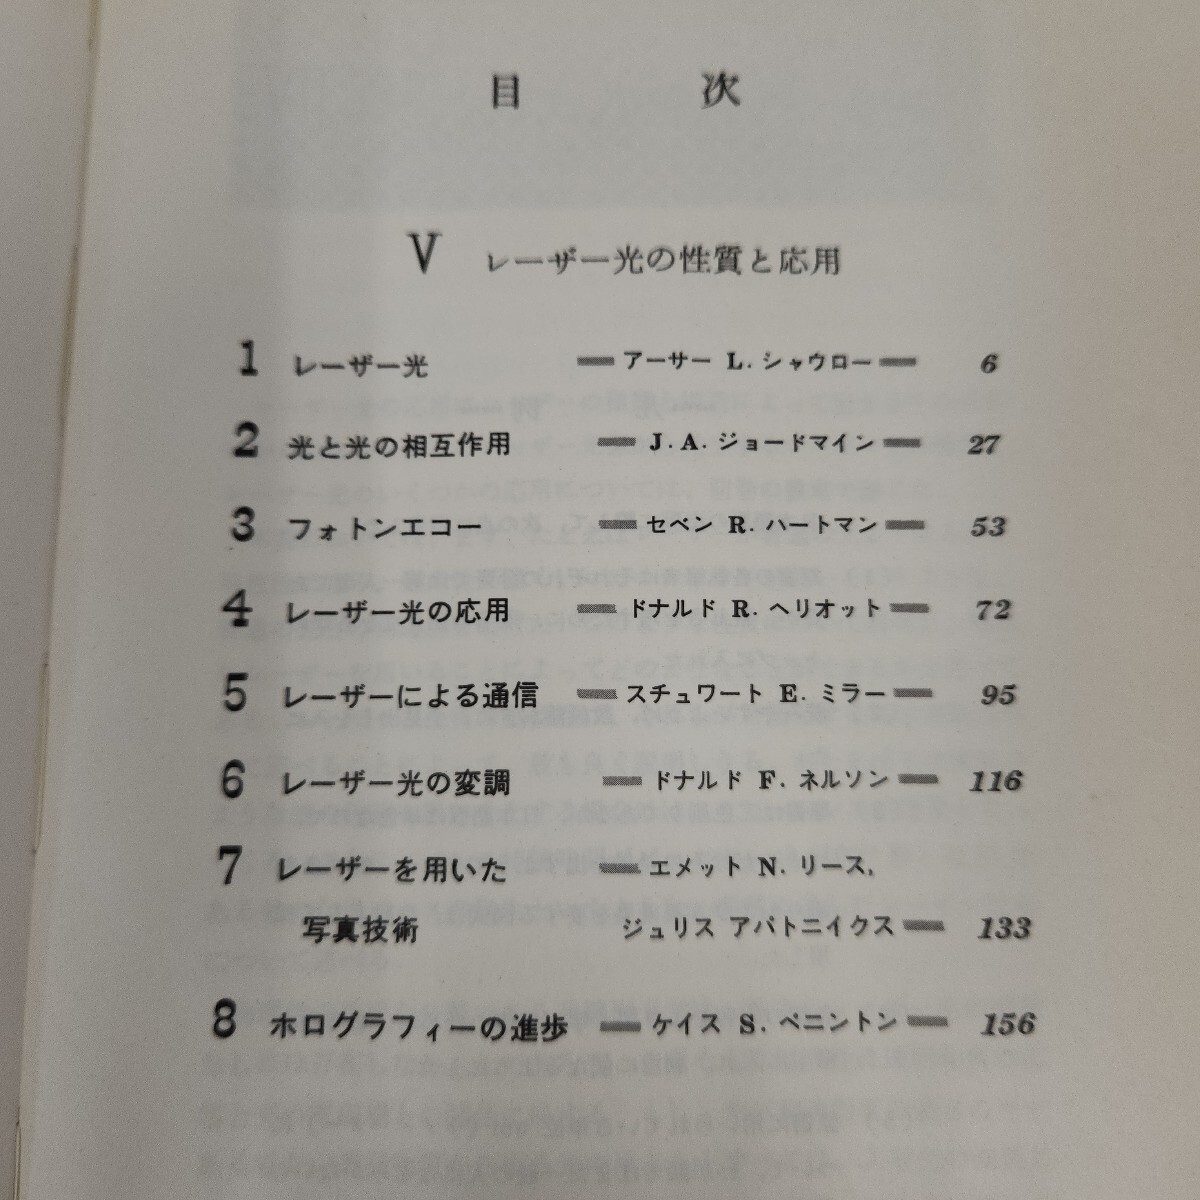 目 次
V レーザー光の性質と応用
1 レーザー光 アーサー L. シャウロー 6
2 光と光の相互作用 J. A. ジョードマイン 27
3 フォトンエコー セベン R. ハートマン 53
4 レーザー光の応用 ドナルド R. ヘリオット 72
5 レーザーによる通信 スチュワート E. ミラー 95
6 レーザー光の変調 ドナルド F. ネルソン 116
7 レーザーを用いた エメット N. リース,
写真技術 ジュリス アパトニイクス 133
8 ホログラフィーの進歩 ケイス S. ペニントン 156